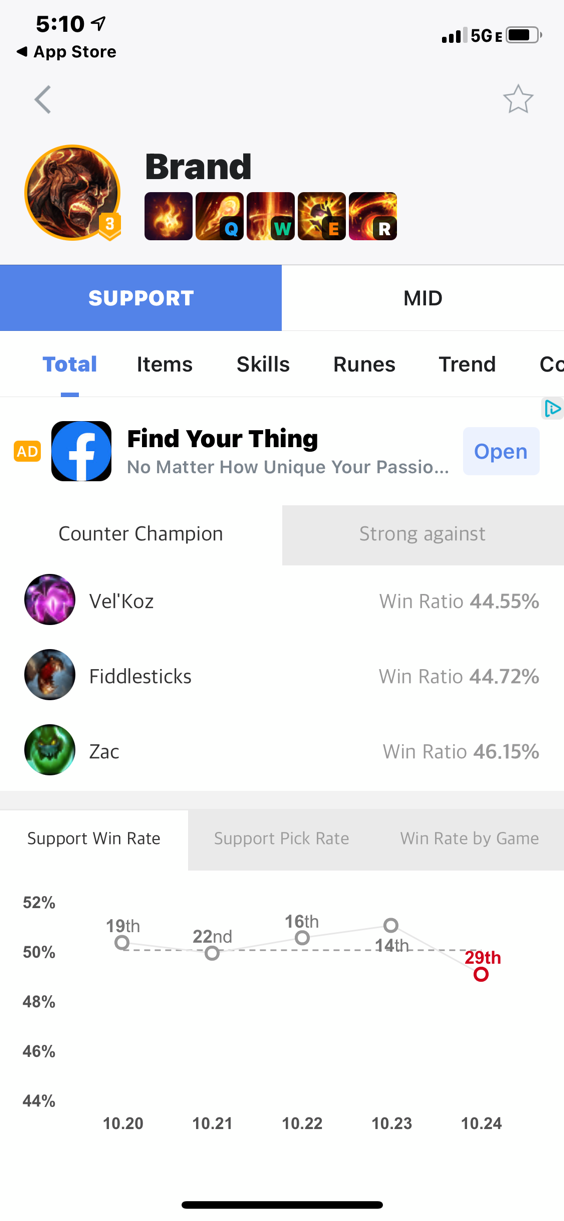 5:10
5G E
App Store
Brand
3
Q
W
E
R
SUPPORT
MID
Total
Items
Skills
Runes
Trend
Co
AD
Find Your Thing
No Matter How Unique Your Passio...
Open
Counter Champion
Strong against
Vel'Koz
Win Ratio 44.55%
Fiddlesticks
Win Ratio 44.72%
Zac
Win Ratio 46.15%
Support Win Rate
Support Pick Rate
Win Rate by Game
52%
50%
48%
46%
44%
19th
22nd
16th
14th
29th
10.20
10.21
10.22
10.23
10.24